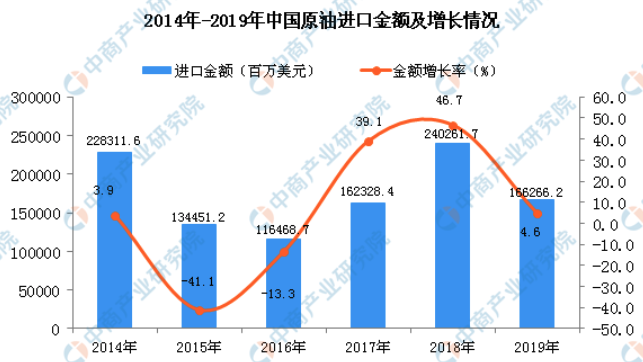 2014年-2019年中国原油进口金额及增长情况
进口金额（百万美元） 金额增长率（%）
300000 250000 200000 150000 100000 50000 0
228311.6 134451.2 116468.7 162328.4 240261.7 166266.2
3.9 -41.1 -13.3 39.1 46.7 4.6
60.0 50.0 40.0 30.0 20.0 10.0 0.0 -10.0 -20.0 -30.0 -40.0 -50.0
2014年 2015年 2016年 2017年 2018年 2019年
中商产业研究院